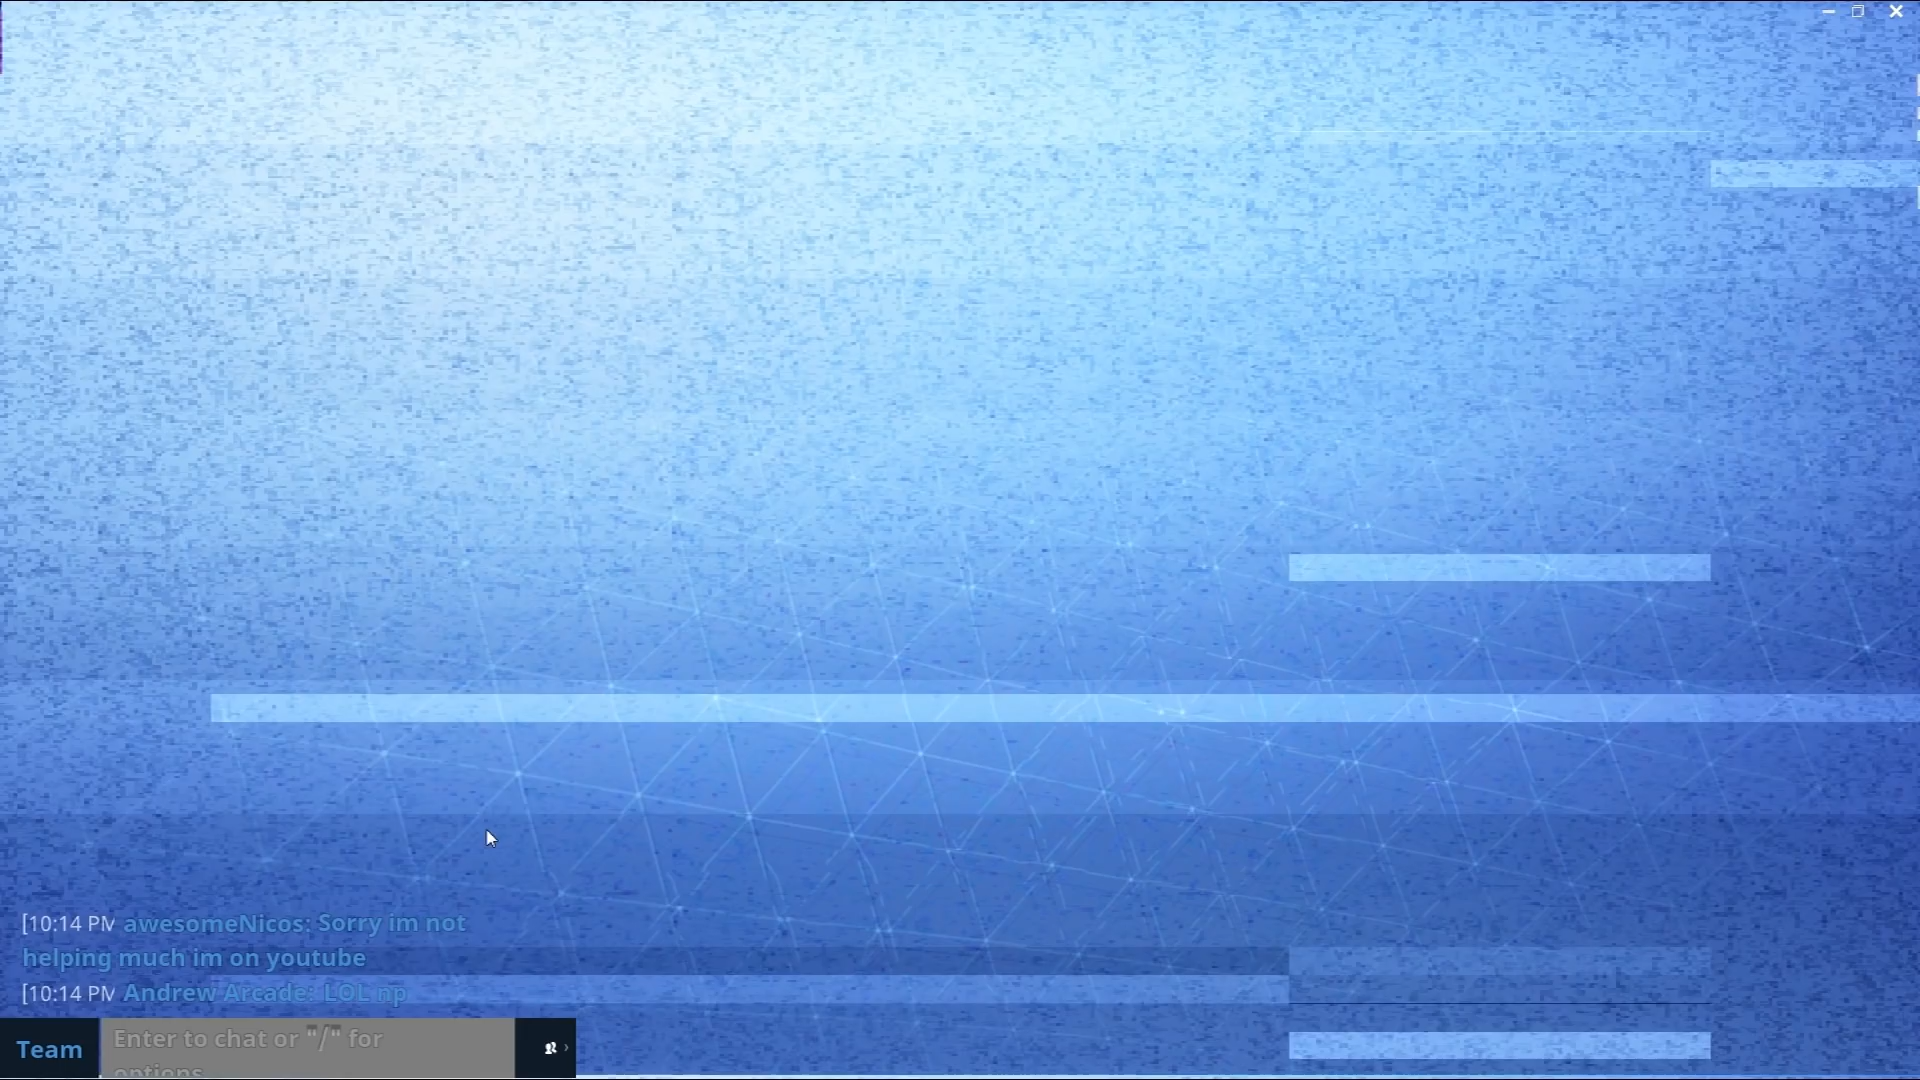 [10:14 PM awesomeNicos: Sorry im not
helping much im on youtube
[10:14 PM Andrew Arcade: LOL np
Team
Enter to chat or "/" for
options